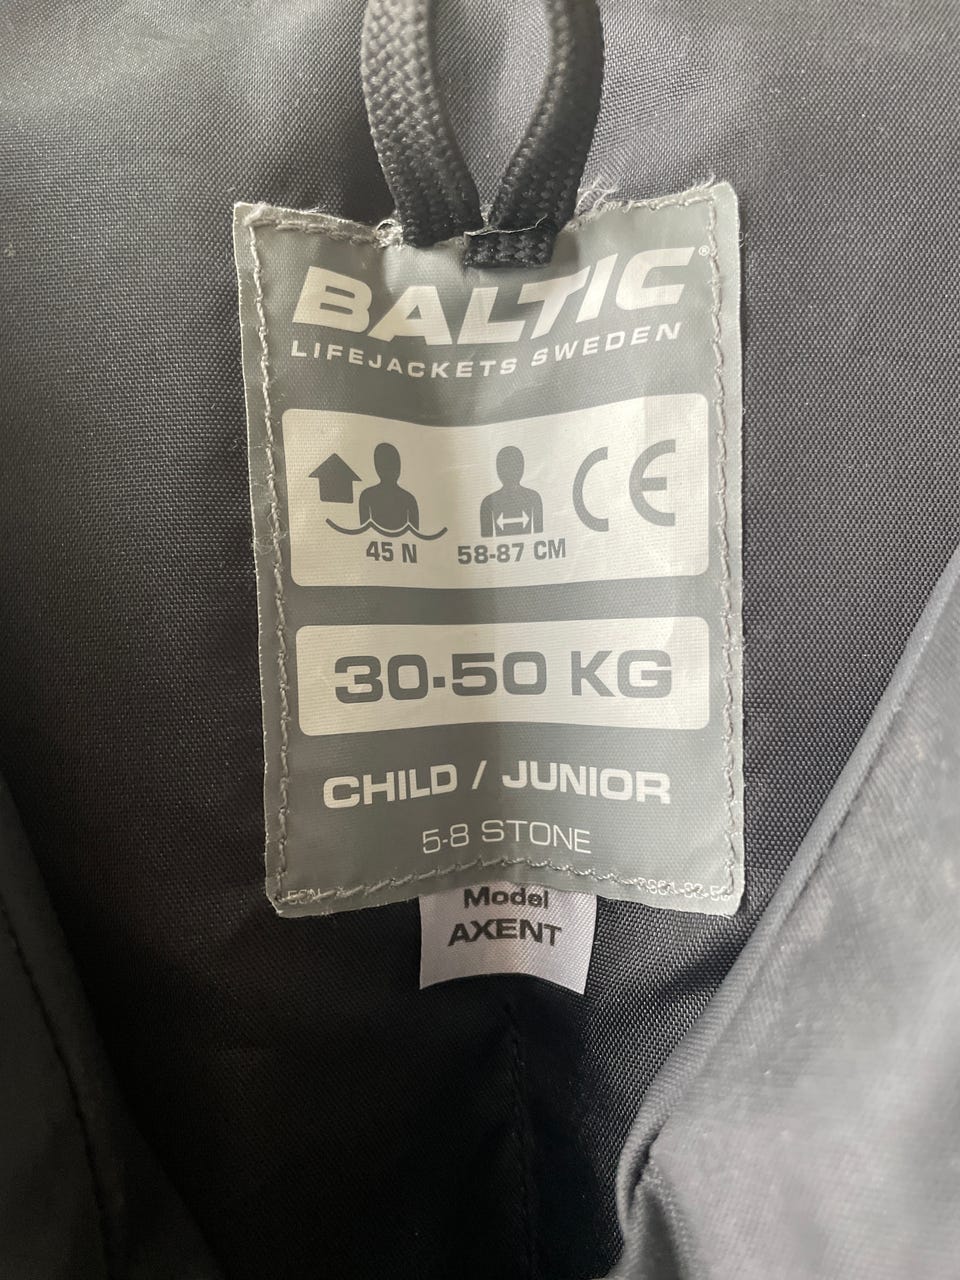 BALTIC®
LIFEJACKETS SWEDEN
45 N
58-87 CM
CE
30-50 KG
CHILD / JUNIOR
5-8 STONE
Model
AXENT